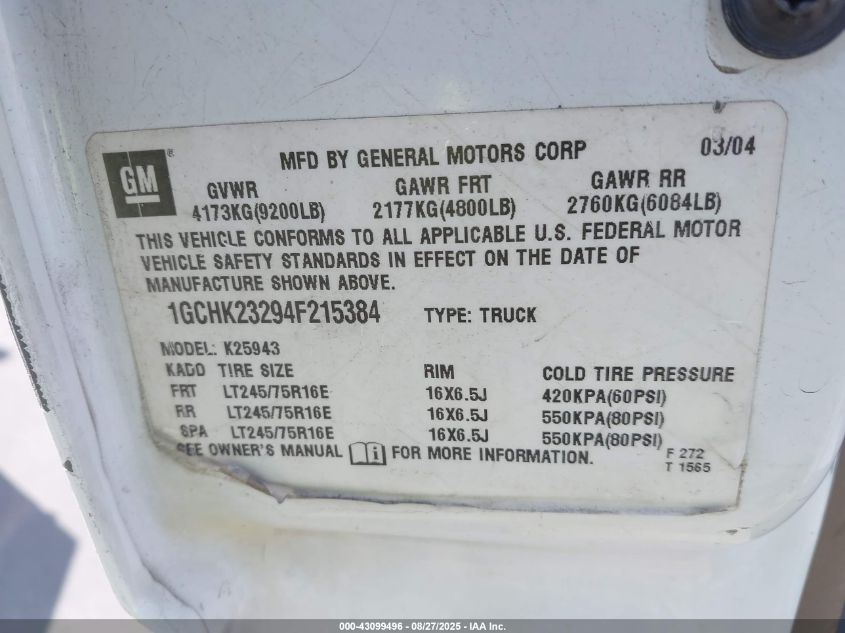 GM ®
MFD BY GENERAL MOTORS CORP 03/04
GVWR GAWR FRT GAWR RR
4173KG(9200LB) 2177KG(4800LB) 2760KG(6084LB)
THIS VEHICLE CONFORMS TO ALL APPLICABLE U.S. FEDERAL MOTOR
VEHICLE SAFETY STANDARDS IN EFFECT ON THE DATE OF
MANUFACTURE SHOWN ABOVE.
1GCHK23294F215384 TYPE: TRUCK
MODEL: K25943
KADO TIRE SIZE RIM COLD TIRE PRESSURE
FRT LT245/75R16E 16X6.5J 420KPA(60PSI)
RR LT245/75R16E 16X6.5J 550KPA(80PSI)
SPA LT245/75R16E 16X6.5J 550KPA(80PSI)
SEE OWNER'S MANUAL i FOR MORE INFORMATION.
F 272
T 1565
000-43099496 - 08/27/2025 - IAA Inc.